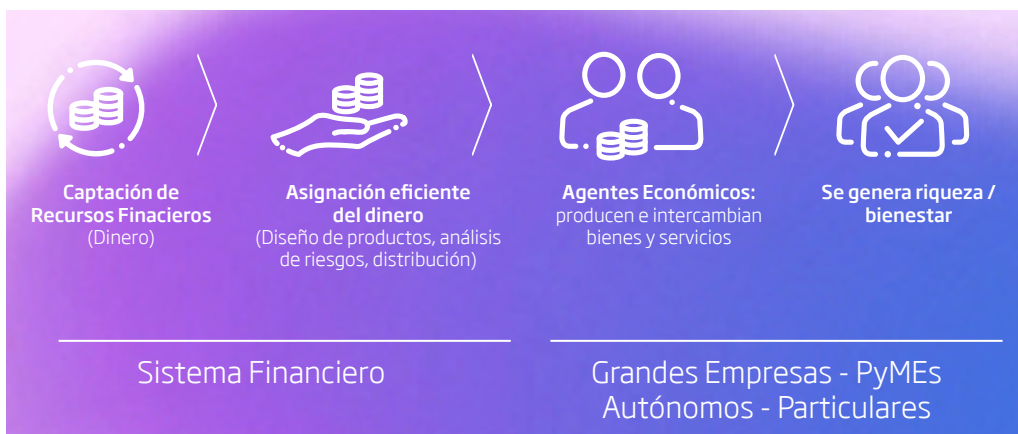 Captación de
Recursos Finacieros
(Dinero)
Asignación eficiente
del dinero
(Diseño de productos, análisis
de riesgos, distribución)
Agentes Económicos:
producen e intercambian
bienes y servicios
Se genera riqueza /
bienestar
Sistema Financiero
Grandes Empresas - PyMEs
Autónomos - Particulares